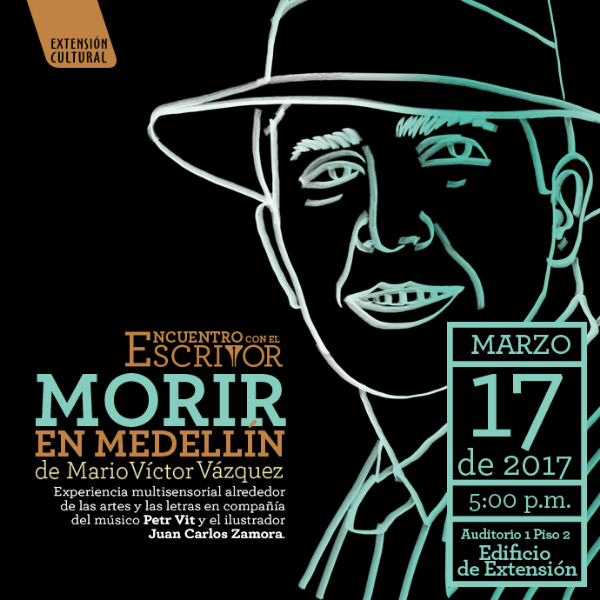 EXTENSIÓN
CULTURAL
ENCUENTRO CON EL
ESCRITOR
MORIR
EN MEDELLÍN
de Mario Víctor Vázquez
Experiencia multisensorial alrededor
de las artes y las letras en compañía
del músico Petr Vit y el ilustrador
Juan Carlos Zamora.
MARZO
17
de 2017
5:00 p.m.
Auditorio 1 Piso 2
Edificio
de Extensión